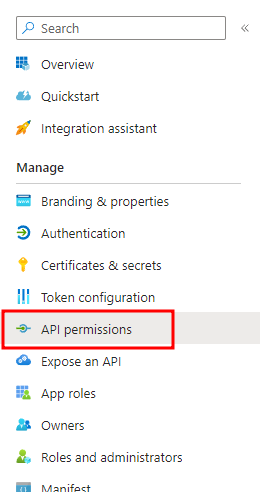 Search
Overview
Quickstart
Integration assistant
Manage
Branding & properties
Authentication
Certificates & secrets
Token configuration
API permissions
Expose an API
App roles
Owners
Roles and administrators
Manifest